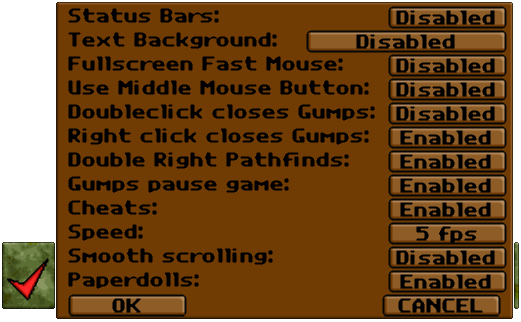 Status Bars: Disabled
Text Background: Disabled
Fullscreen Fast Mouse: Disabled
Use Middle Mouse Button: Disabled
Doubleclick closes Gumps: Disabled
Right click closes Gumps: Enabled
Double Right Pathfinds: Enabled
Gumps pause game: Enabled
Cheats: Enabled
Speed: 5 fps
Smooth scrolling: Disabled
Paperdolls: Enabled
OK CANCEL